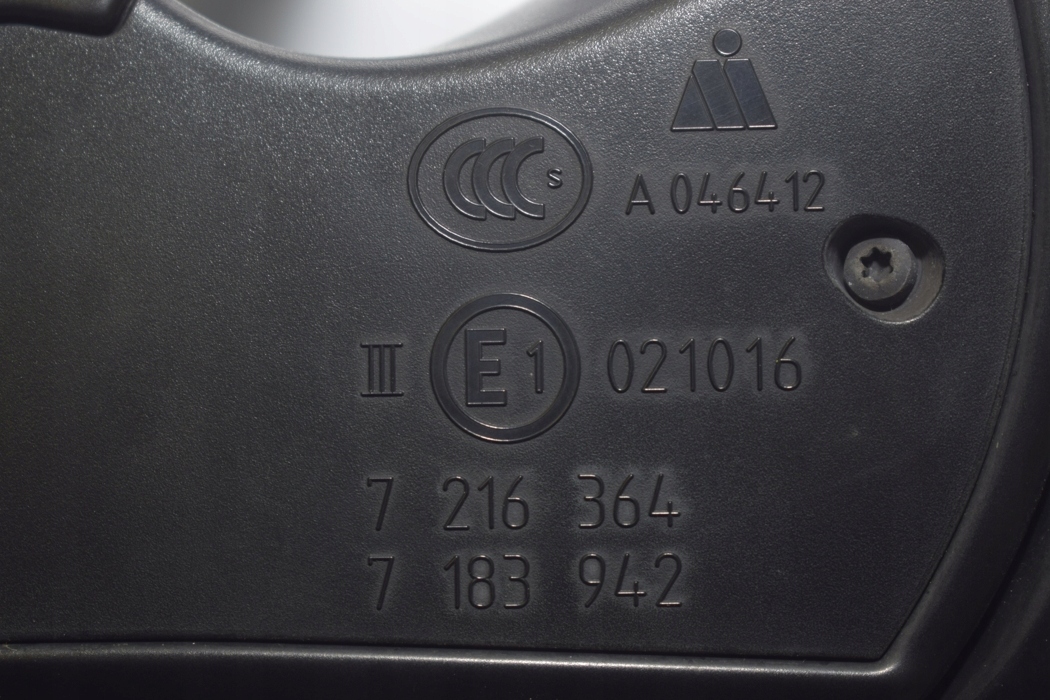 CCC S
A 046412
III E1 021016
7 216 364
7 183 942